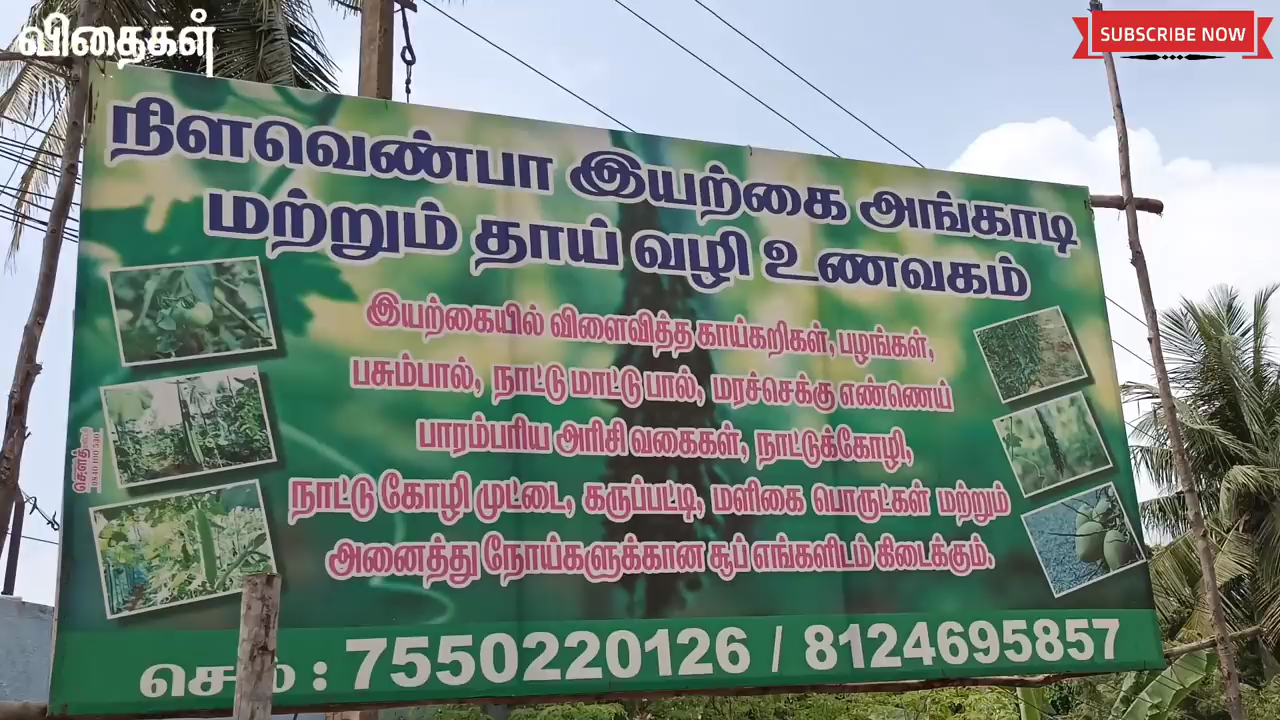 விதைகள்
SUBSCRIBE NOW
நிளவெண்பா இயற்கை அங்காடி
மற்றும் தாய் வழி உணவகம்
இயற்கையில் விளைவித்த காய்கறிகள், பழங்கள்,
பசும்பால், நாட்டு மாட்டு பால், மரச்செக்கு எண்ணெய்
பாரம்பரிய அரிசி வகைகள், நாட்டுக்கோழி,
நாட்டு கோழி முட்டை, கருப்பட்டி, மளிகை பொருட்கள் மற்றும்
அனைத்து நோய்களுக்கான சூப் எங்களிடம் கிடைக்கும்.
செல் : 7550220126 / 8124695857